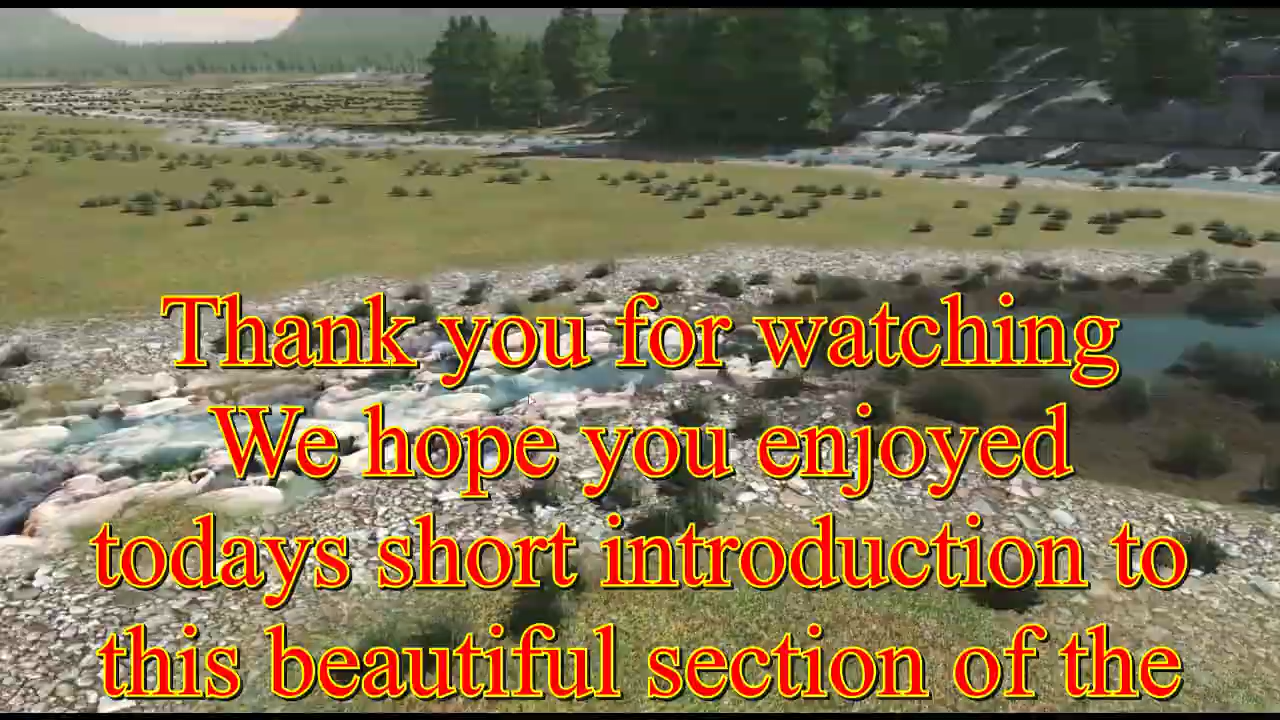 Thank you for watching
We hope you enjoyed
todays short introduction to
this beautiful section of the